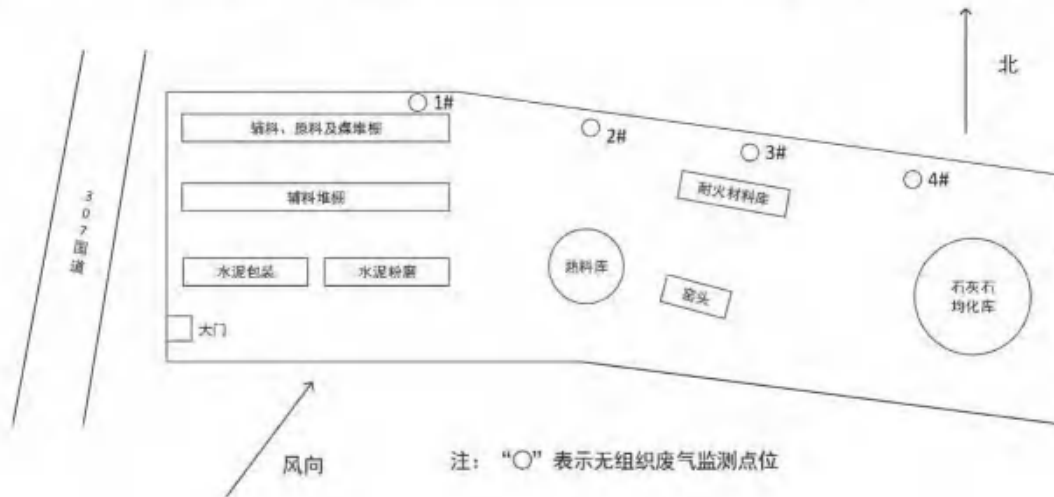 北
1#
2#
3#
4#
辅料、原料及煤堆棚
耐火材料库
辅料堆棚
307国道
水泥包装
水泥粉磨
熟料库
窑头
石灰石
均化库
大门
风向
注：“○”表示无组织废气监测点位